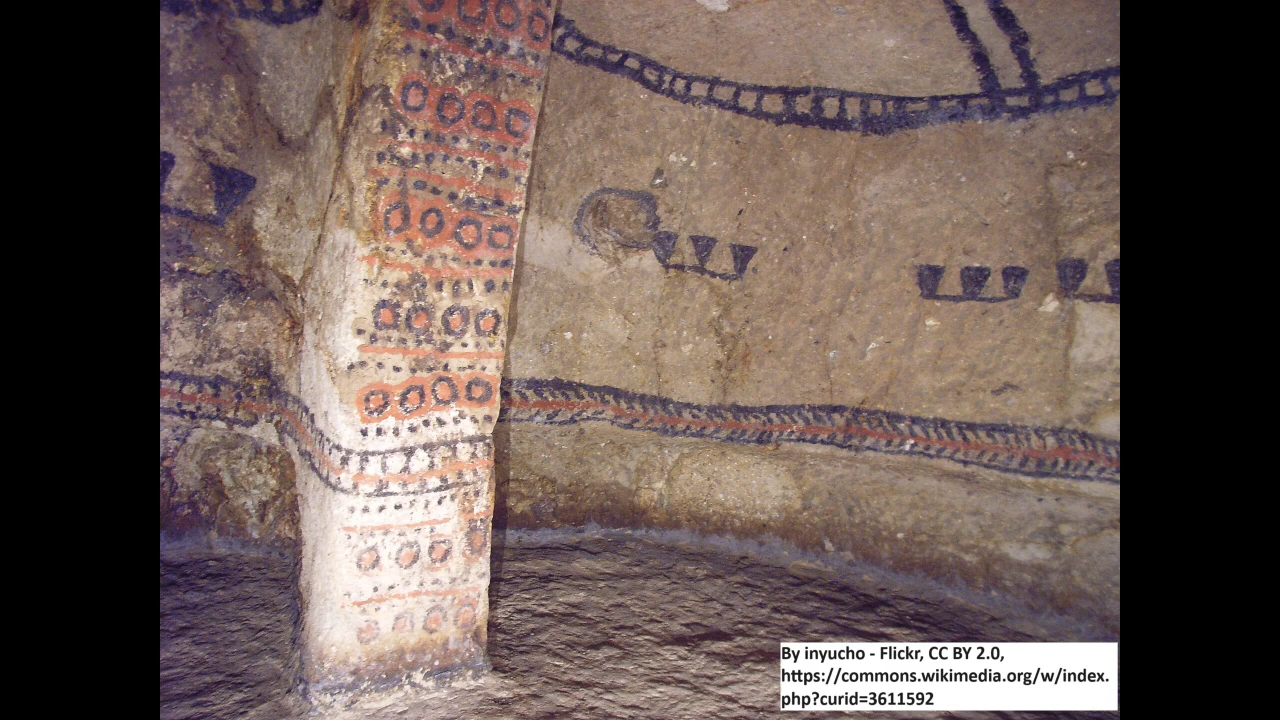 By inyucho - Flickr, CC BY 2.0,
https://commons.wikimedia.org/w/index.
php?curid=3611592